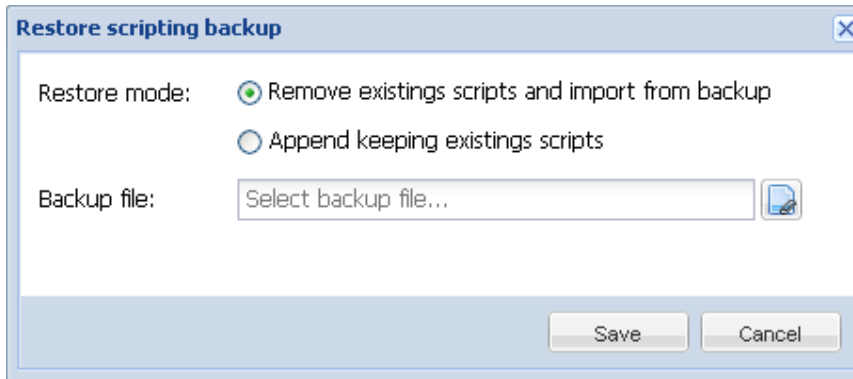 Restore scripting backup
Restore mode: Remove existings scripts and import from backup
Append keeping existings scripts
Backup file: Select backup file...
Save Cancel